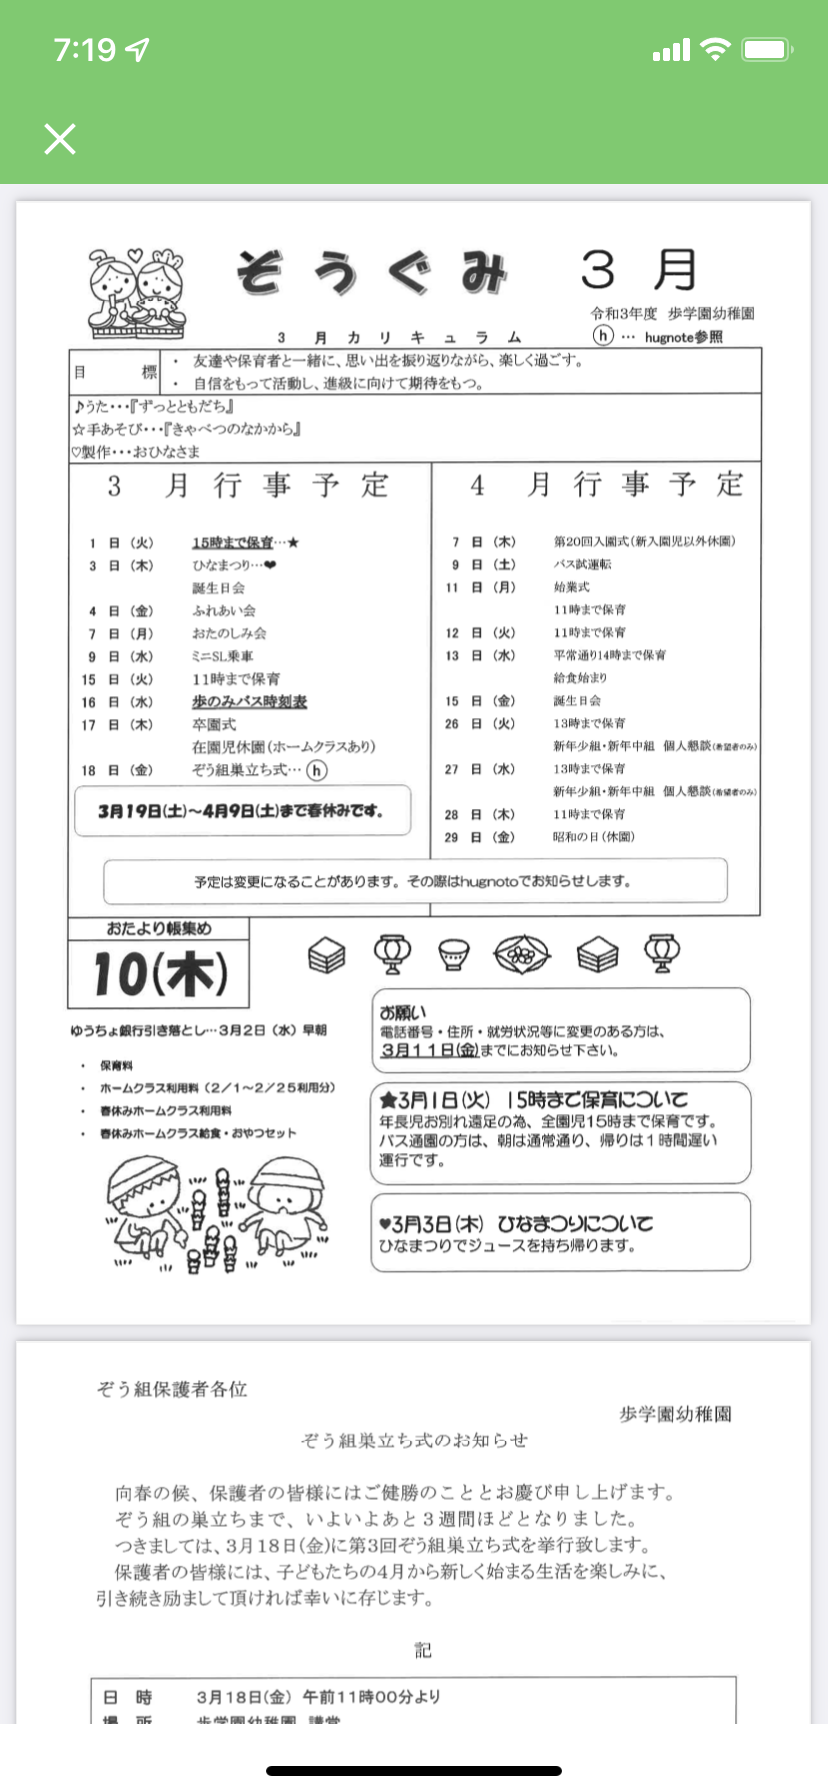 7:19
ぞうぐみ 3月
令和3年度 歩学園幼稚園
3月カリキュラム
ⓗ … hugnote参照
目標
・ 友達や保育者と一緒に、思い出を振り返りながら、楽しく過ごす。
・ 自信をもって活動し、進級に向けて期待をもつ。
♪うた・・・『ずっとともだち』
☆手あそび・・・『きゃべつのなかから』
♡製作・・・おひなさま
3月行事予定
1日(火) 15時まで保育…★
3日(木) ひなまつり…❤
誕生日会
4日(金) ふれあい会
7日(月) おたのしみ会
9日(水) ミニSL乗車
15日(火) 11時まで保育
16日(水) 歩のみバス時刻表
17日(木) 卒園式
在園児休園(ホームクラスあり)
18日(金) ぞう組巣立ち式…ⓗ
3月19日(土)～4月9日(土)まで春休みです。
4月行事予定
7日(木) 第20回入園式(新入園児以外休園)
9日(土) バス試運転
11日(月) 始業式
11時まで保育
12日(火) 11時まで保育
13日(水) 平常通り14時まで保育
給食始まり
15日(金) 誕生日会
26日(火) 13時まで保育
新年少組・新年中組 個人懇談(希望者のみ)
27日(水) 13時まで保育
新年少組・新年中組 個人懇談(希望者のみ)
28日(木) 11時まで保育
29日(金) 昭和の日(休園)
予定は変更になることがあります。その際はhugnotoでお知らせします。
おたより帳集め
10(木)
ゆうちょ銀行引き落とし…3月2日(水)早朝
・ 保育料
・ ホームクラス利用料(2/1～2/25利用分)
・ 春休みホームクラス利用料
・ 春休みホームクラス給食・おやつセット
お願い
電話番号・住所・就労状況等に変更のある方は、
3月11日(金)までにお知らせ下さい。
★3月1日(火) 15時まで保育について
年長児お別れ遠足の為、全園児15時まで保育です。
バス通園の方は、朝は通常通り、帰りは1時間遅い
運行です。
♥3月3日(木) ひなまつりについて
ひなまつりでジュースを持ち帰ります。
ぞう組保護者各位
歩学園幼稚園
ぞう組巣立ち式のお知らせ
向春の候、保護者の皆様にはご健勝のこととお慶び申し上げます。
ぞう組の巣立ちまで、いよいよあと3週間ほどとなりました。
つきましては、3月18日(金)に第3回ぞう組巣立ち式を挙行致します。
保護者の皆様には、子どもたちの4月から新しく始まる生活を楽しみに、
引き続き励まして頂ければ幸いに存じます。
記
日時 3月18日(金) 午前11時00分より
場所 歩学園幼稚園 講堂